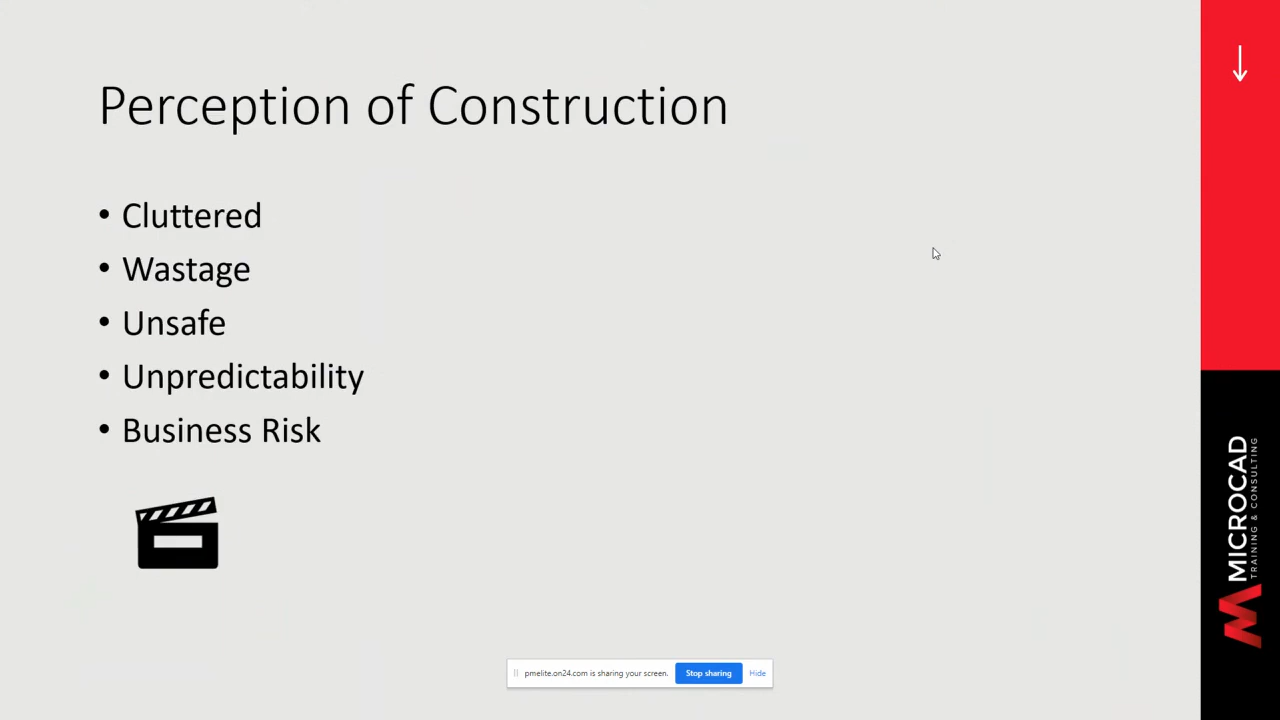 Perception of Construction
• Cluttered
• Wastage
• Unsafe
• Unpredictability
• Business Risk
MICROCAD
TRAINING & CONSULTING
pmelite.on24.com is sharing your screen. Stop sharing Hide